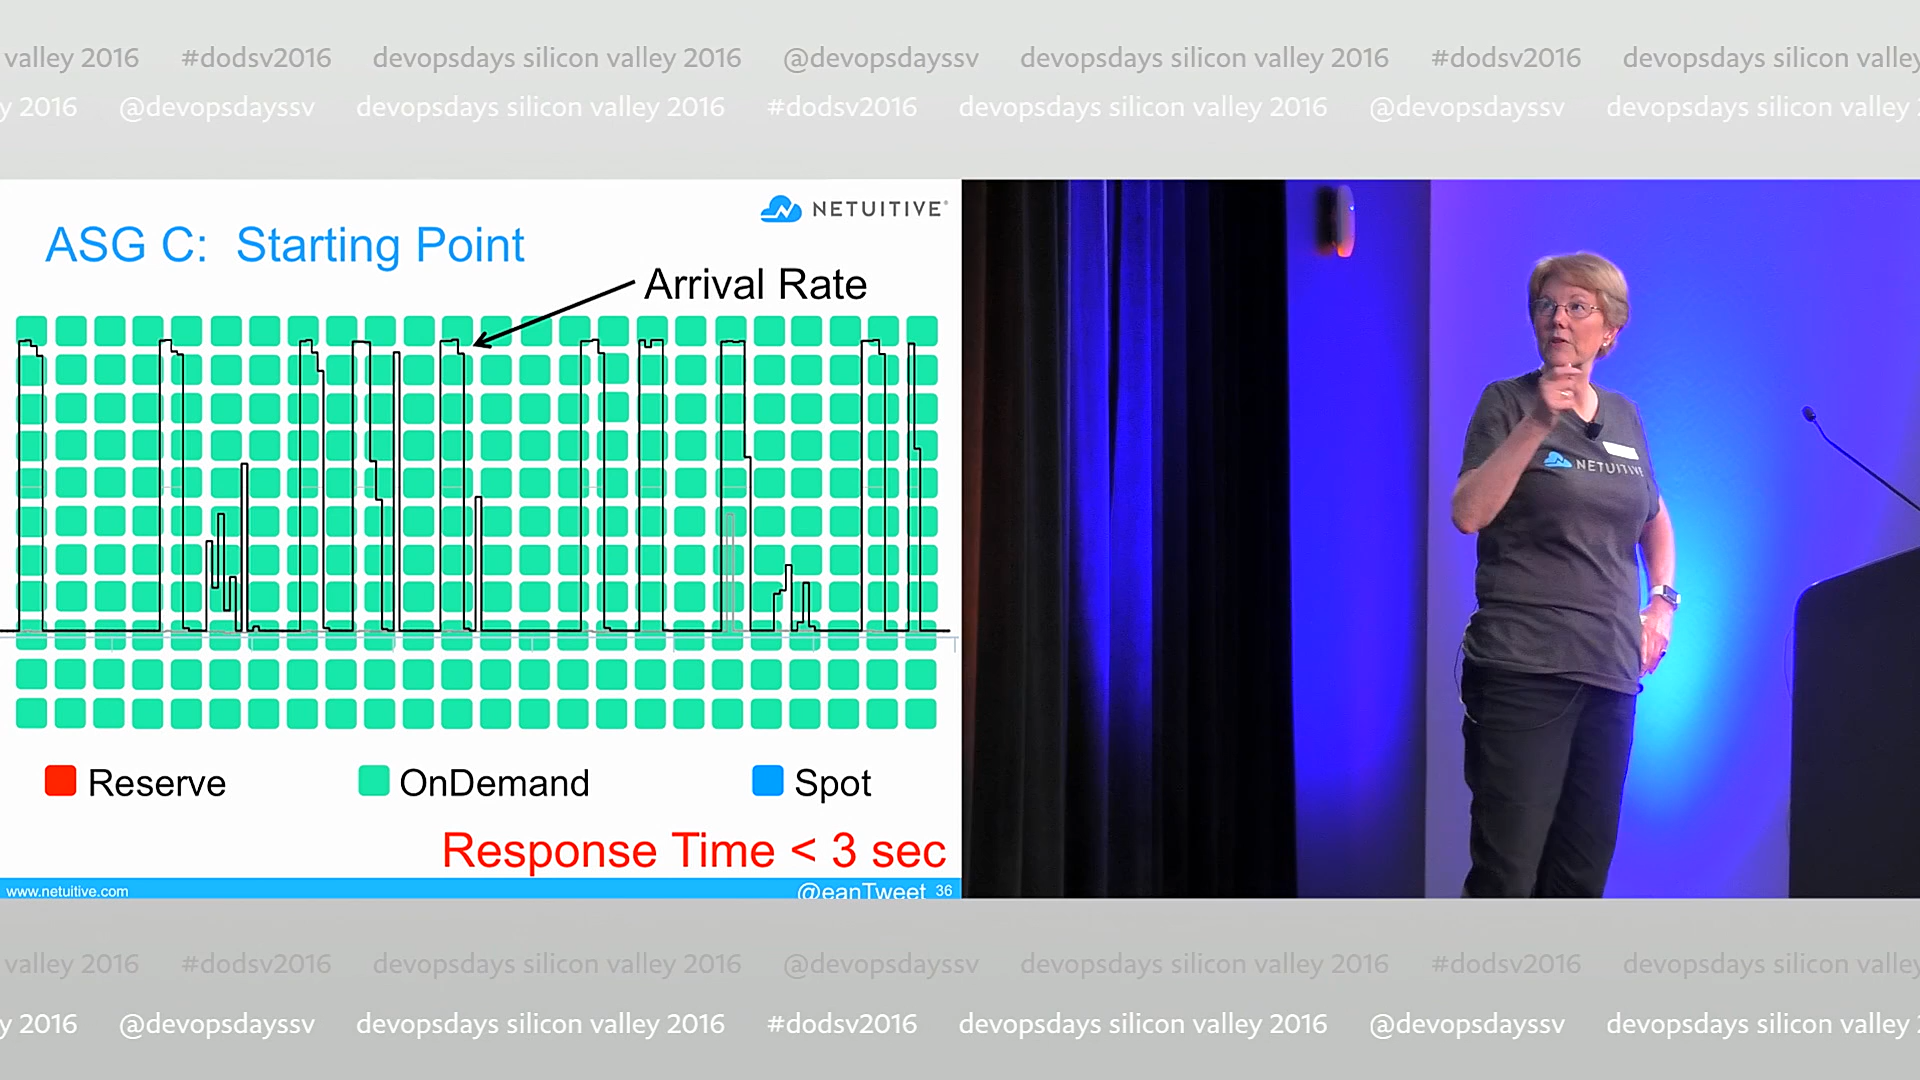 valley 2016 #dodsv2016 devopsdays silicon valley 2016 @devopsdayssv devopsdays silicon valley 2016 #dodsv2016 devopsdays silicon valley
y 2016 @devopsdayssv devopsdays silicon valley 2016 #dodsv2016 devopsdays silicon valley 2016 @devopsdayssv devopsdays silicon valley 2
NETUITIVE®
ASG C: Starting Point
Arrival Rate
Reserve OnDemand Spot
Response Time < 3 sec
www.netuitive.com @eanTweet 36
NETUITIVE
valley 2016 #dodsv2016 devopsdays silicon valley 2016 @devopsdayssv devopsdays silicon valley 2016 #dodsv2016 devopsdays silicon valley
y 2016 @devopsdayssv devopsdays silicon valley 2016 #dodsv2016 devopsdays silicon valley 2016 @devopsdayssv devopsdays silicon valley 2